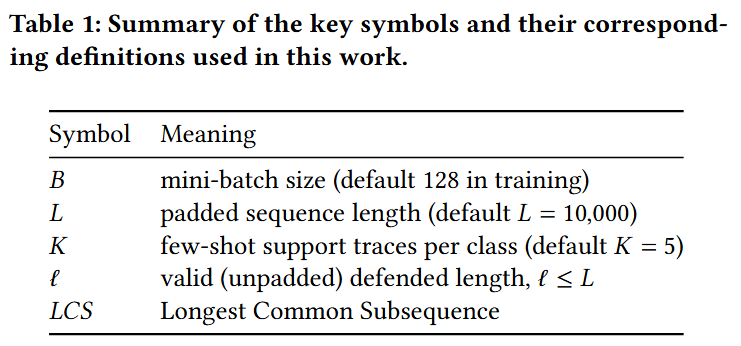 Table 1: Summary of the key symbols and their correspond-
ing definitions used in this work.
Symbol Meaning
B mini-batch size (default 128 in training)
L padded sequence length (default L = 10,000)
K few-shot support traces per class (default K = 5)
ℓ valid (unpadded) defended length, ℓ ≤ L
LCS Longest Common Subsequence